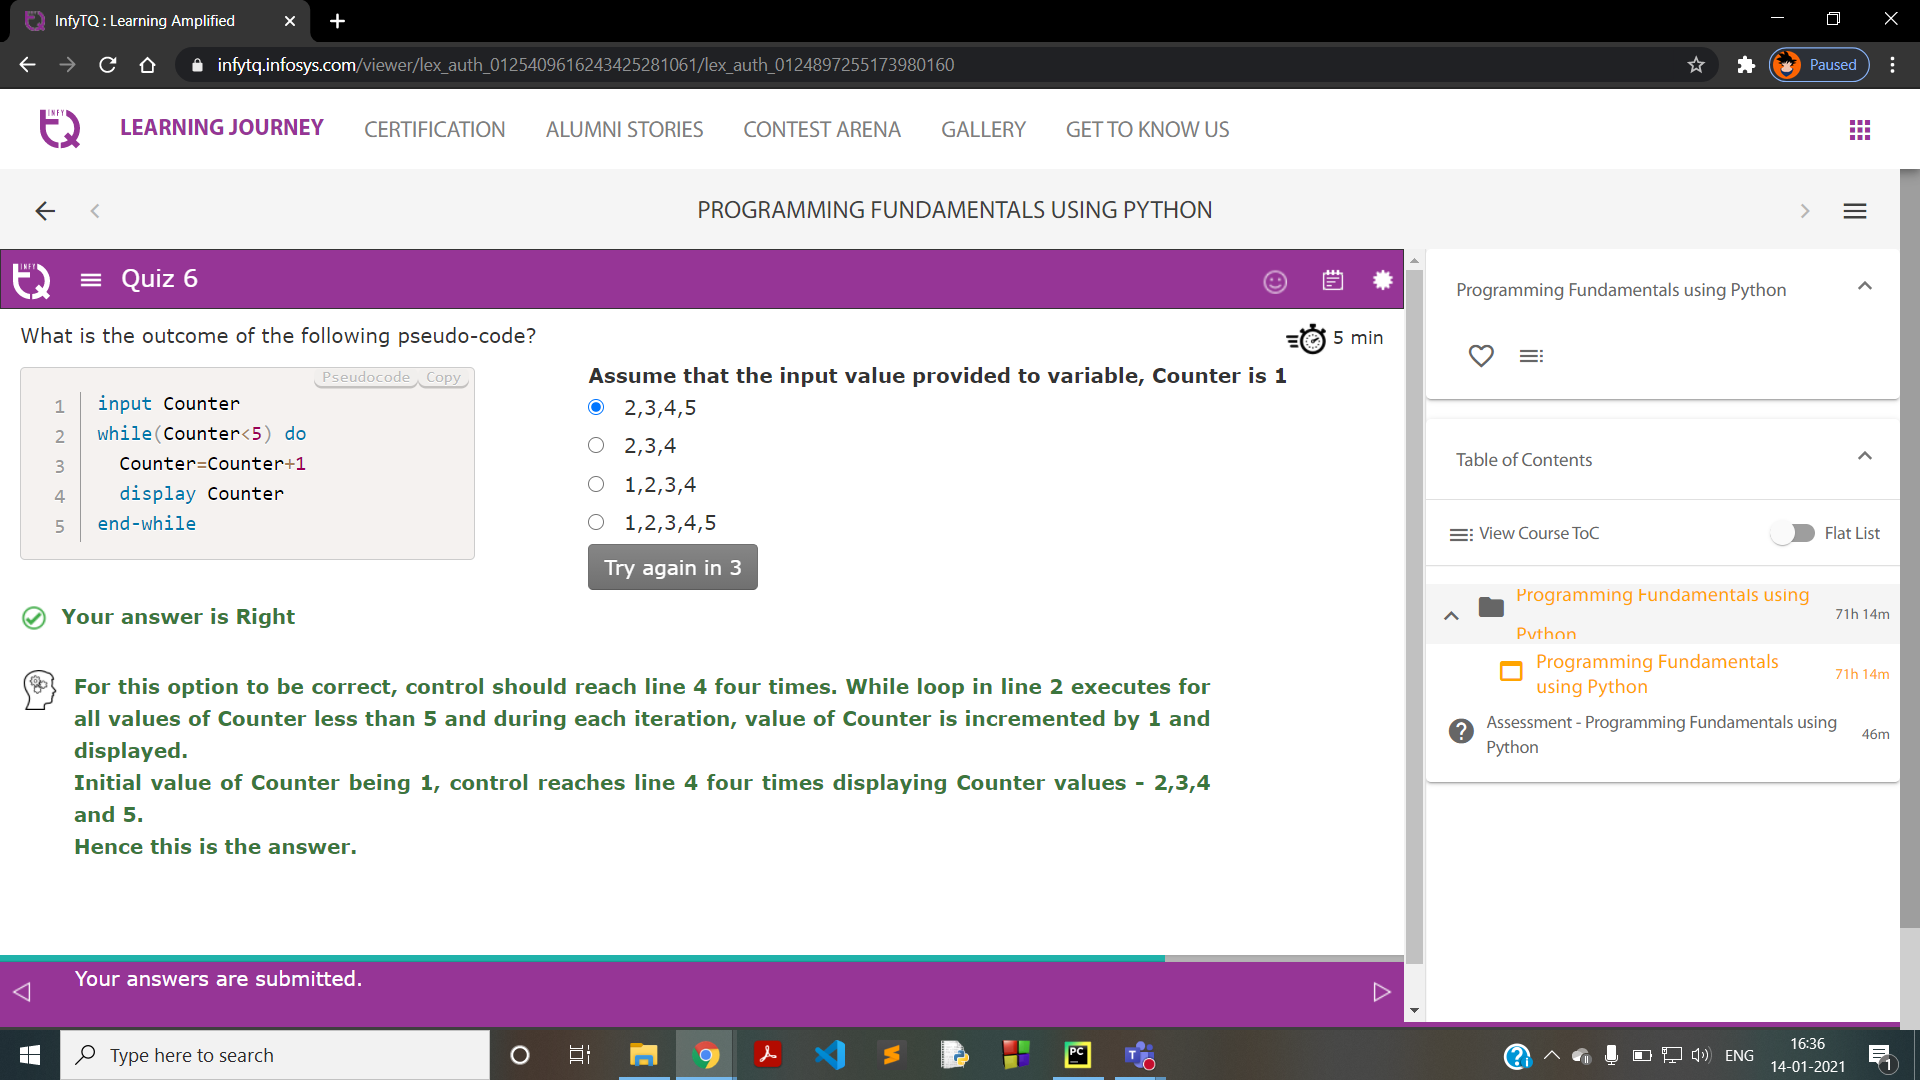 InfyTQ : Learning Amplified
infytq.infosys.com/viewer/lex_auth_0125409616243425281061/lex_auth_0124897255173980160
Paused
INFY TQ
LEARNING JOURNEY
CERTIFICATION
ALUMNI STORIES
CONTEST ARENA
GALLERY
GET TO KNOW US
PROGRAMMING FUNDAMENTALS USING PYTHON
INFY TQ
Quiz 6
What is the outcome of the following pseudo-code?
5 min
Pseudocode Copy
1 input Counter
2 while(Counter<5) do
3 Counter=Counter+1
4 display Counter
5 end-while
Assume that the input value provided to variable, Counter is 1
2,3,4,5
2,3,4
1,2,3,4
1,2,3,4,5
Try again in 3
Your answer is Right
For this option to be correct, control should reach line 4 four times. While loop in line 2 executes for
all values of Counter less than 5 and during each iteration, value of Counter is incremented by 1 and
displayed.
Initial value of Counter being 1, control reaches line 4 four times displaying Counter values - 2,3,4
and 5.
Hence this is the answer.
Your answers are submitted.
Programming Fundamentals using Python
Table of Contents
View Course ToC
Flat List
Programming Fundamentals using
Python
71h 14m
Programming Fundamentals
using Python
71h 14m
Assessment - Programming Fundamentals using
Python
46m
Type here to search
PC
ENG
16:36
14-01-2021
1